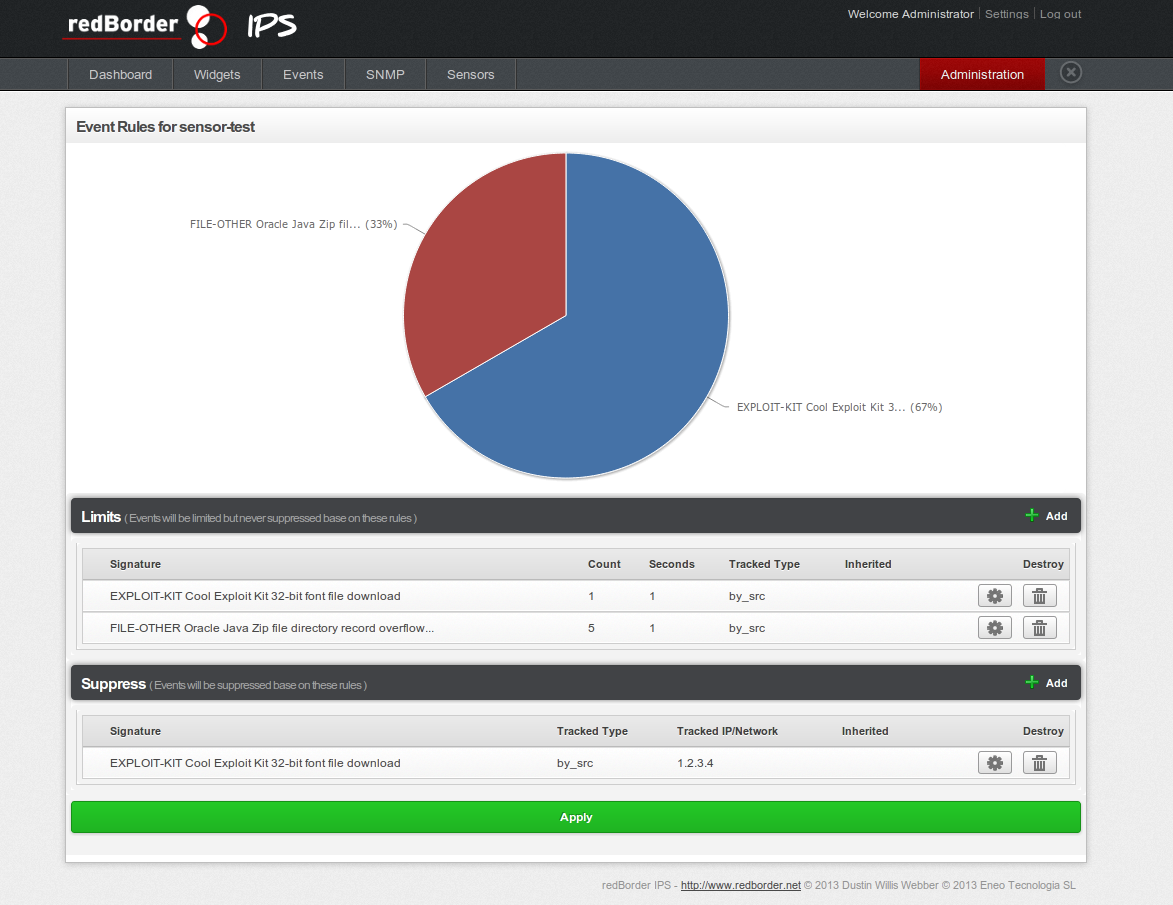 redBorder IPS
Welcome Administrator Settings Log out
Dashboard Widgets Events SNMP Sensors Administration
Event Rules for sensor-test
FILE-OTHER Oracle Java Zip fil... (33%)
EXPLOIT-KIT Cool Exploit Kit 3... (67%)
Limits ( Events will be limited but never suppressed base on these rules ) Add
Signature Count Seconds Tracked Type Inherited Destroy
EXPLOIT-KIT Cool Exploit Kit 32-bit font file download 1 1 by_src
FILE-OTHER Oracle Java Zip file directory record overflow... 5 1 by_src
Suppress ( Events will be suppressed base on these rules ) Add
Signature Tracked Type Tracked IP/Network Inherited Destroy
EXPLOIT-KIT Cool Exploit Kit 32-bit font file download by_src 1.2.3.4
Apply
redBorder IPS - http://www.redborder.net © 2013 Dustin Willis Webber © 2013 Eneo Tecnologia SL